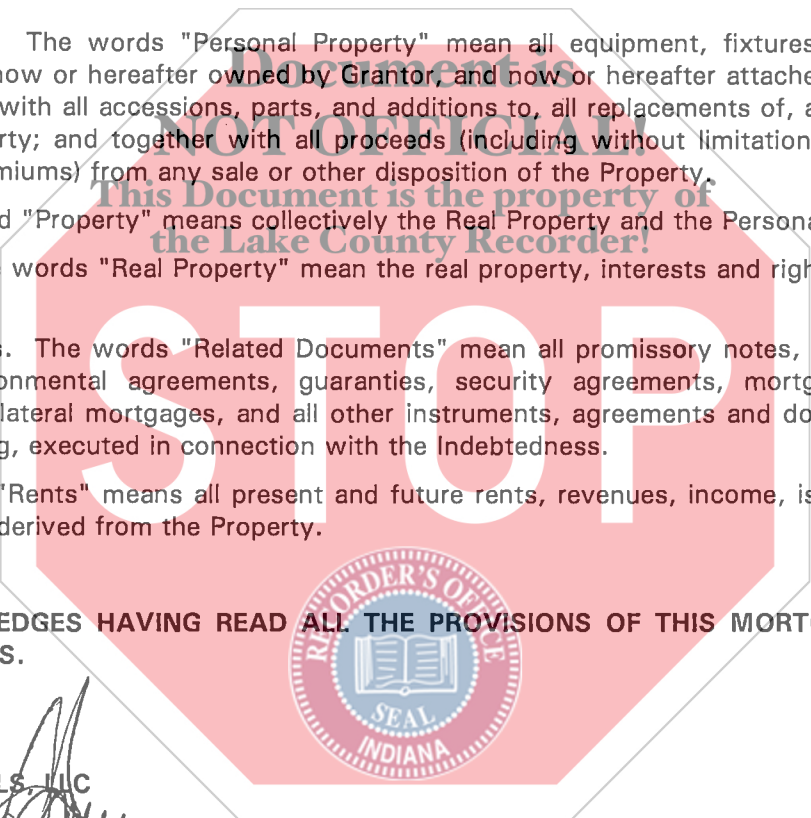 The words "Personal Property" mean all equipment, fixtures
now or hereafter owned by Grantor, and now or hereafter attache
with all accessions, parts, and additions to, all replacements of, a
rty; and together with all proceeds (including without limitation
miums) from any sale or other disposition of the Property.
d "Property" means collectively the Real Property and the Persona
words "Real Property" mean the real property, interests and righ
s. The words "Related Documents" mean all promissory notes,
onmental agreements, guaranties, security agreements, mortg
lateral mortgages, and all other instruments, agreements and do
g, executed in connection with the Indebtedness.
"Rents" means all present and future rents, revenues, income, is
derived from the Property.
EDGES HAVING READ ALL THE PROVISIONS OF THIS MORT
S.
LS, LLC
Document is
NOT OFFICIAL!
This Document is the property of
the Lake County Recorder!
STOP
RECORDER'S OFFICE
SEAL
INDIANA